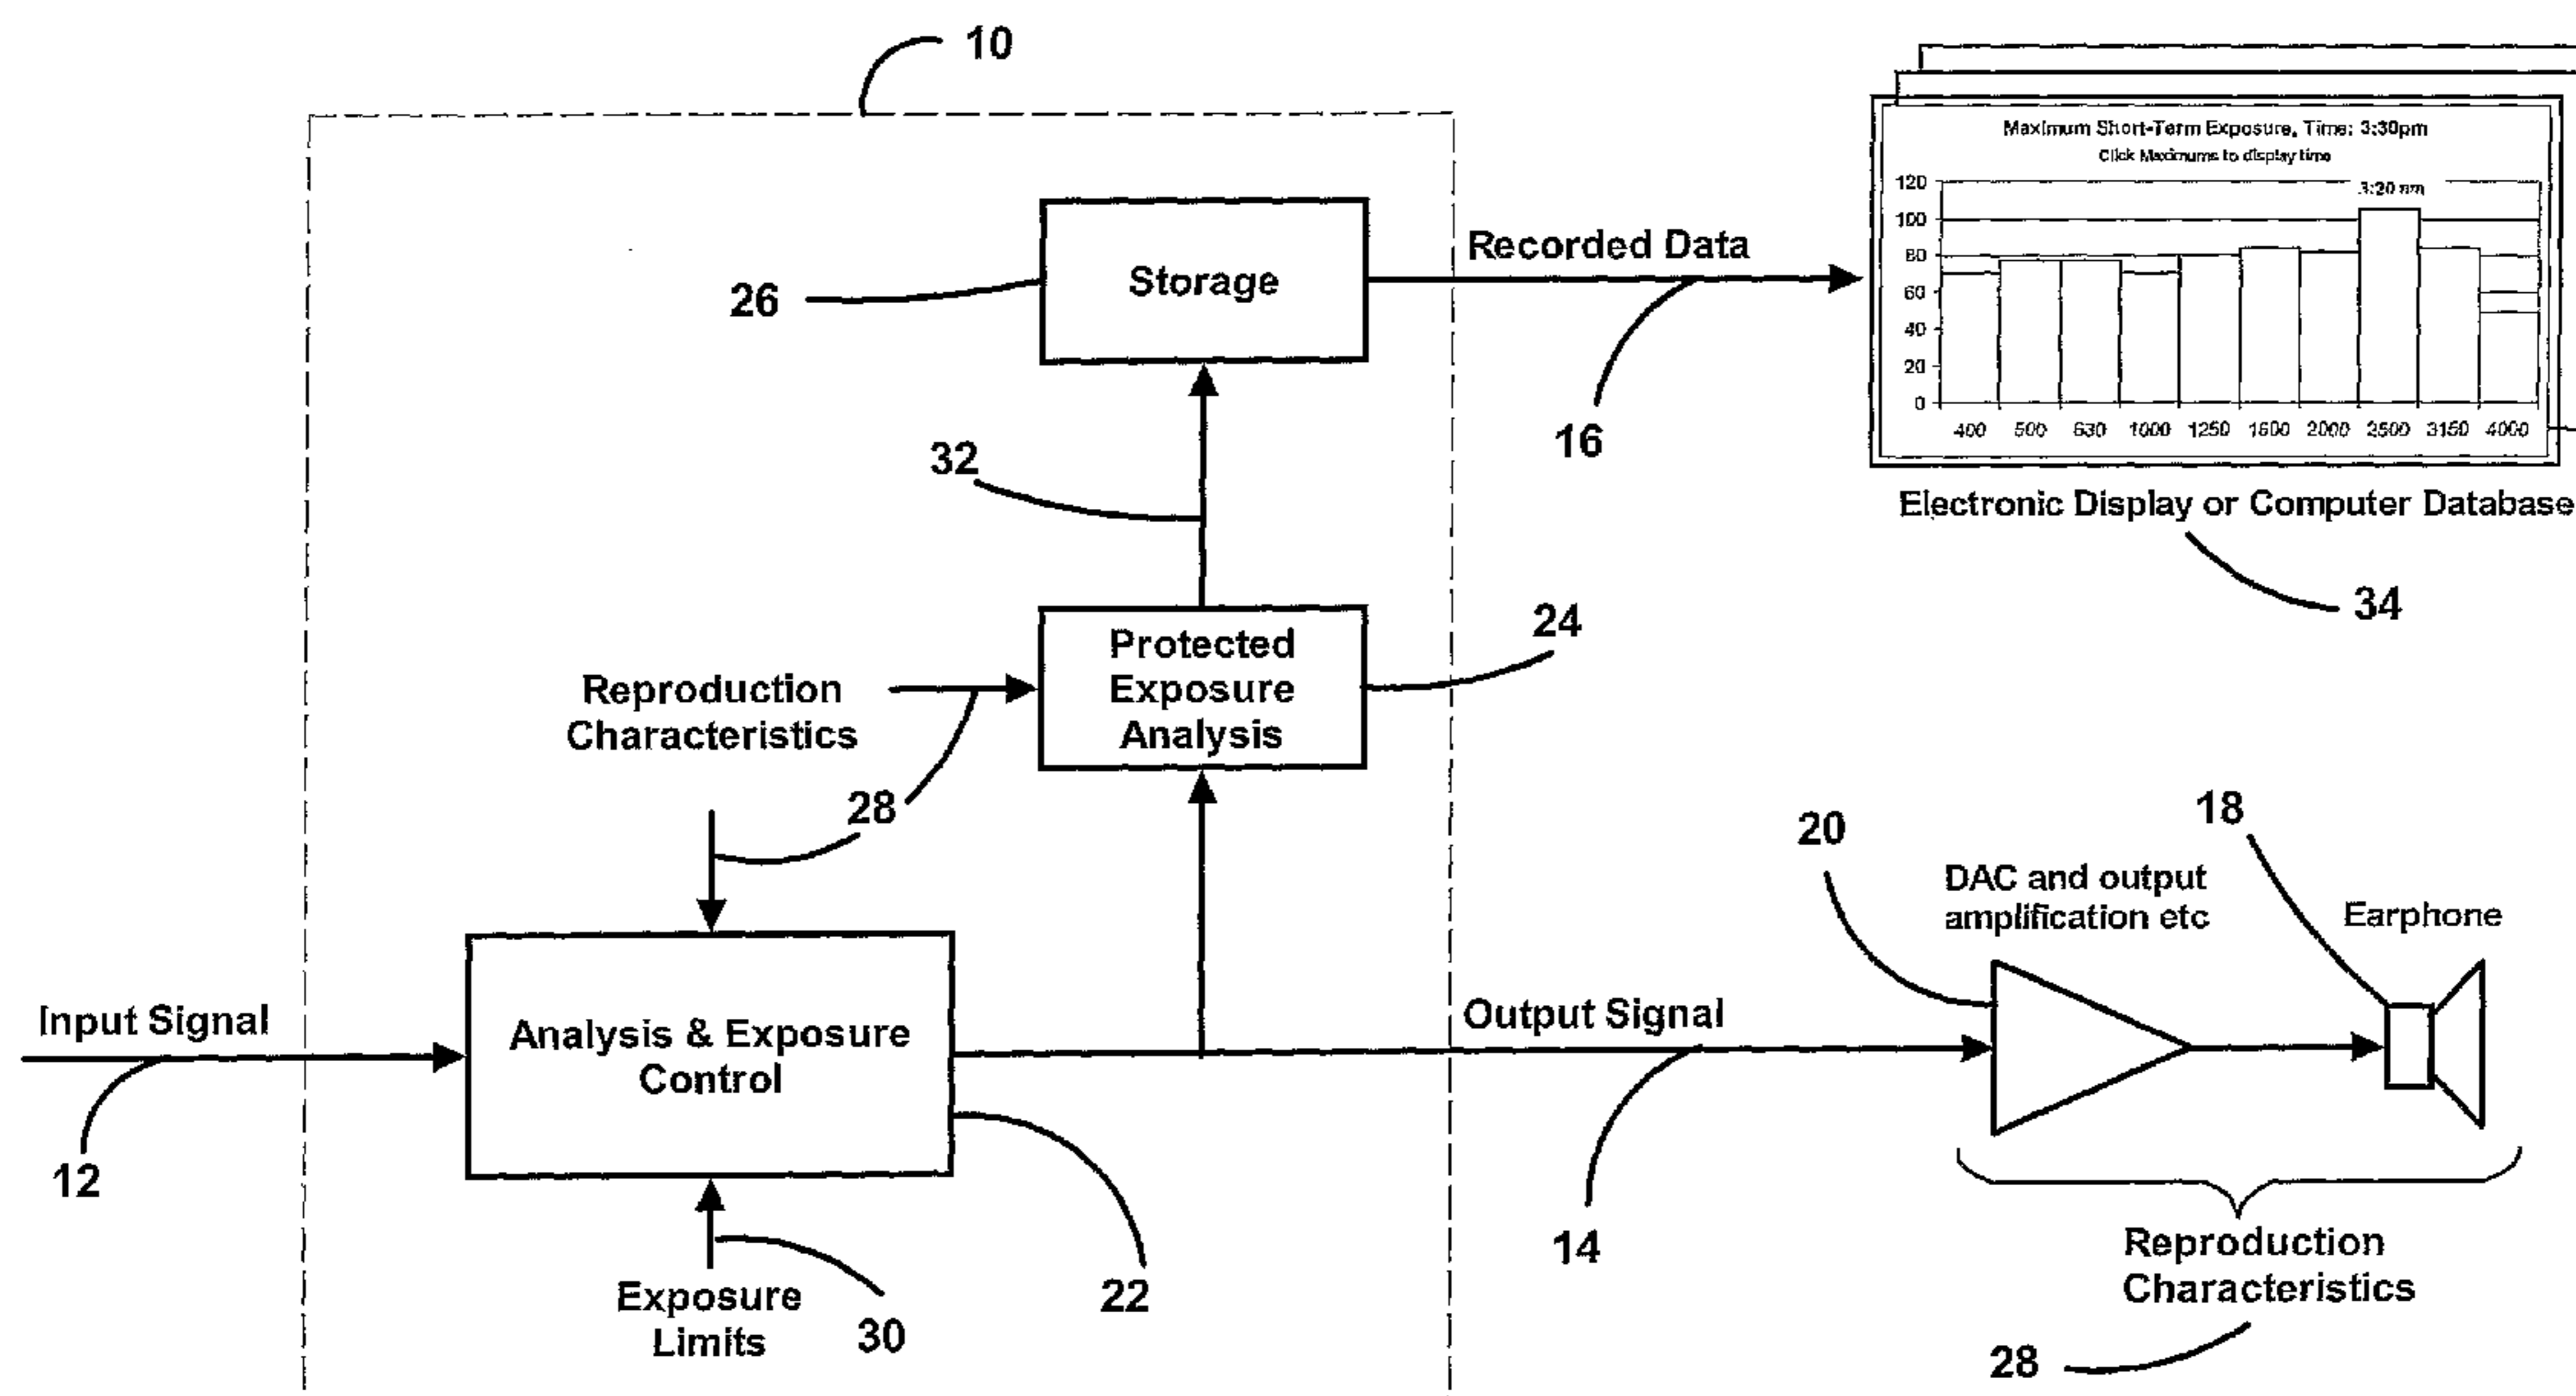 10
Maximum Short-Term Exposure, Time: 3:30pm
Click Maximums to display time
120
100
80
60
40
20
0
3:20
400 500 630 1000 1250 1600 2000 2500 3150 4000
Storage
26
Recorded Data
16
Electronic Display or Computer Database
34
32
Protected
Exposure
Analysis
24
Reproduction
Characteristics
28
20
18
DAC and output
amplification etc
Earphone
Input Signal
12
Analysis & Exposure
Control
Output Signal
14
22
Exposure
Limits
30
Reproduction
Characteristics
28